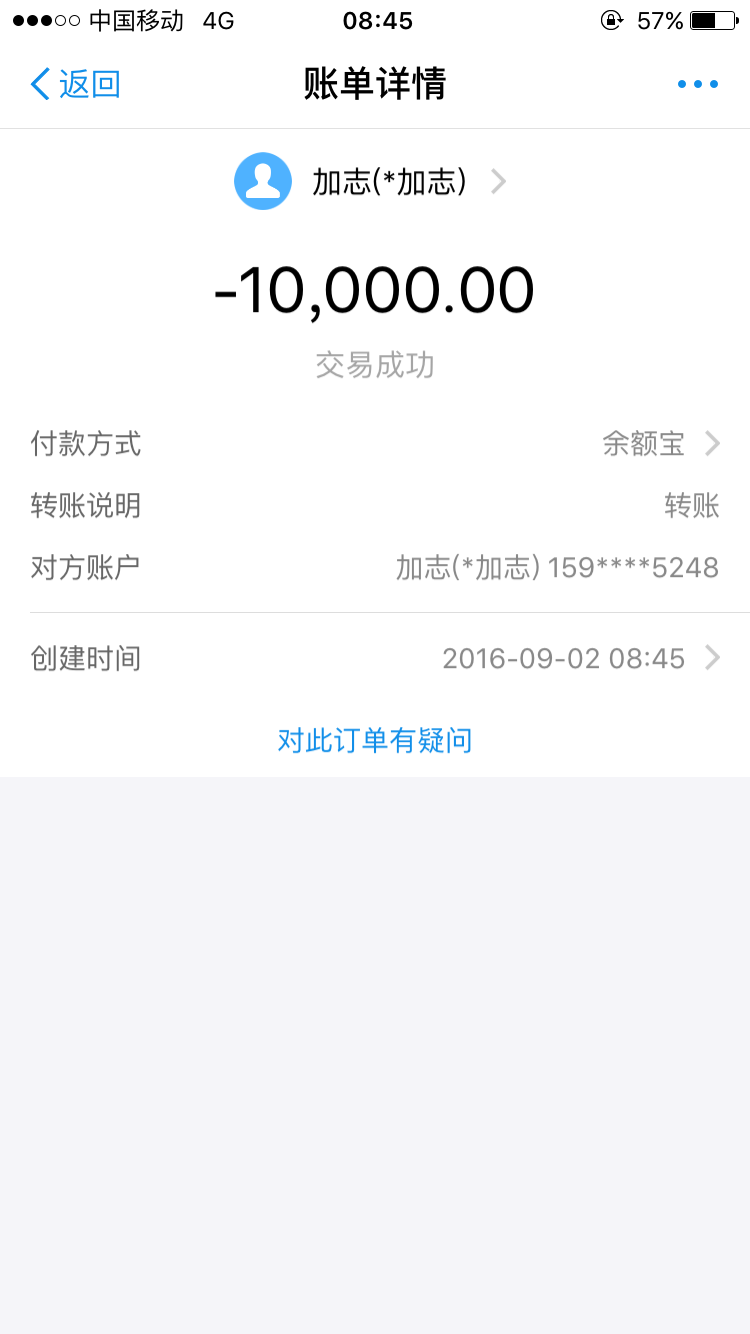 中国移动 4G 08:45 57%
返回 账单详情
加志(*加志)
-10,000.00
交易成功
付款方式 余额宝
转账说明 转账
对方账户 加志(*加志) 159****5248
创建时间 2016-09-02 08:45
对此订单有疑问